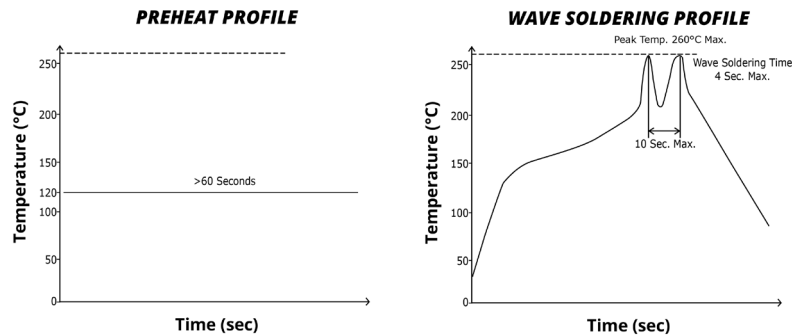 PREHEAT PROFILE
Temperature (°C)
250
200
150
120
100
50
0
>60 Seconds
Time (sec)
WAVE SOLDERING PROFILE
Peak Temp. 260°C Max.
Wave Soldering Time
4 Sec. Max.
10 Sec. Max.
Temperature (°C)
250
200
150
100
50
0
Time (sec)